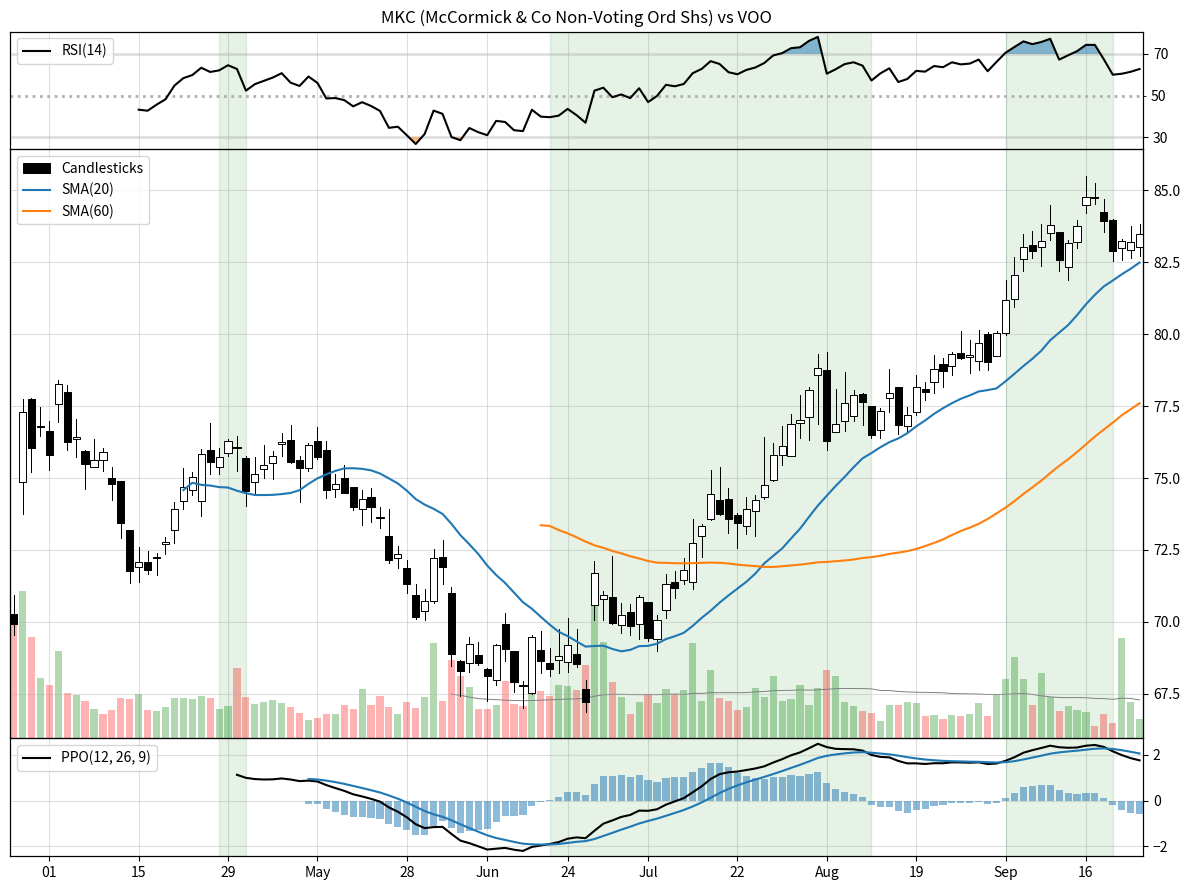 MKC (McCormick & Co Non-Voting Ord Shs) vs VOO
RSI(14)
70
50
30
Candlesticks
SMA(20)
SMA(60)
85.0
82.5
80.0
77.5
75.0
72.5
70.0
67.5
PPO(12, 26, 9)
2
0
−2
01 15 29 May 28 Jun 24 Jul 22 Aug 19 Sep 16